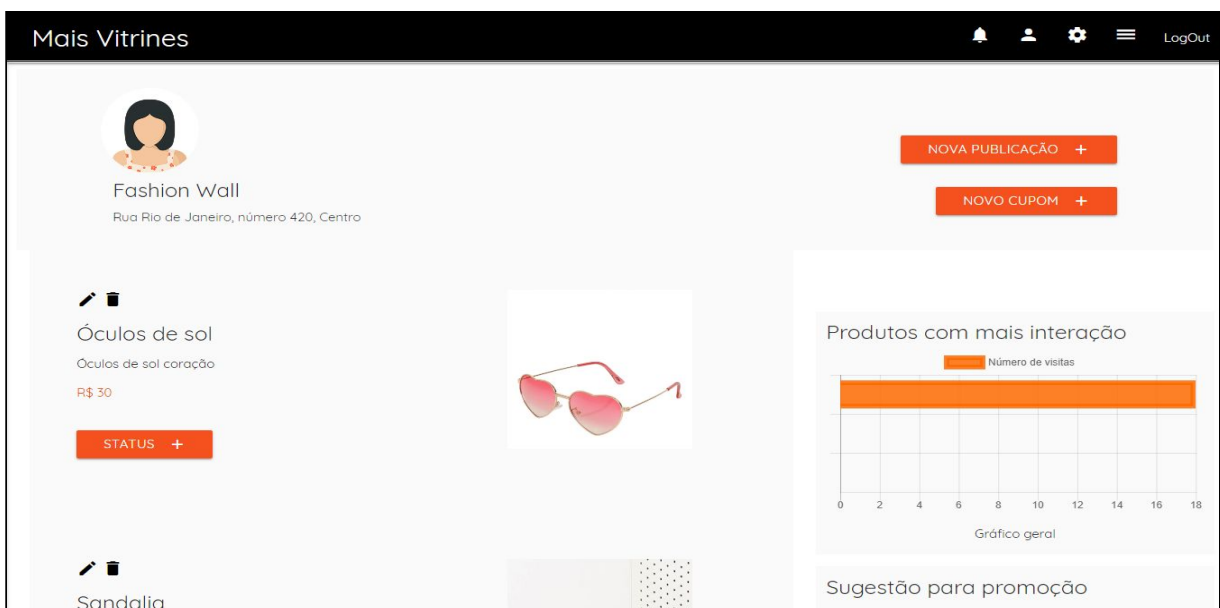 Mais Vitrines
LogOut
Fashion Wall
Rua Rio de Janeiro, número 420, Centro
NOVA PUBLICAÇÃO +
NOVO CUPOM +
Óculos de sol
Óculos de sol coração
R$ 30
STATUS +
Produtos com mais interação
Número de visitas
0 2 4 6 8 10 12 14 16 18
Gráfico geral
Sandalia
Sugestão para promoção